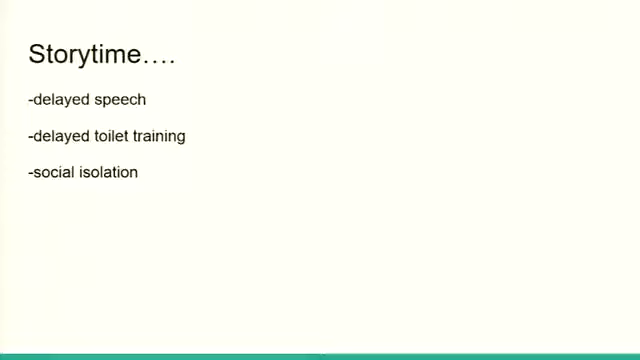 Storytime....
-delayed speech
-delayed toilet training
-social isolation